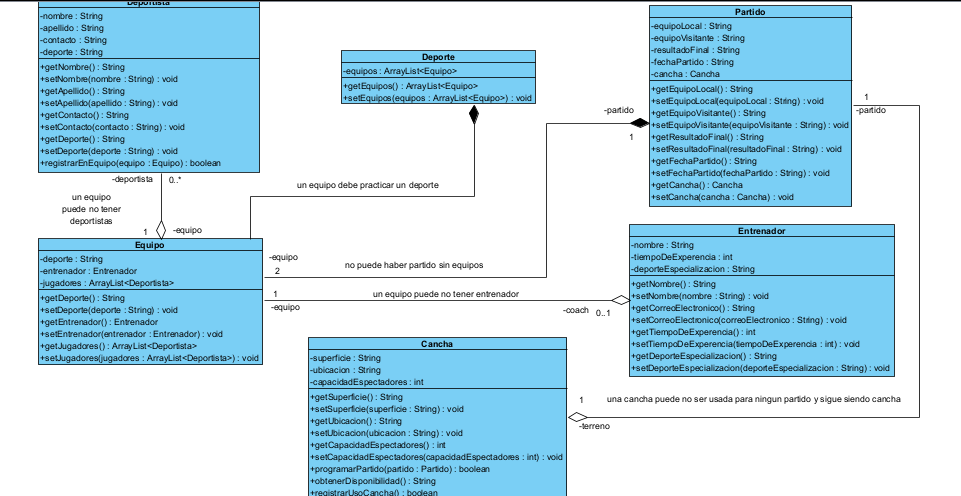 Deportista
-nombre : String
-apellido : String
-contacto : String
-deporte : String
+getNombre() : String
+setNombre(nombre : String) : void
+getApellido() : String
+setApellido(apellido : String) : void
+getContacto() : String
+setContacto(contacto : String) : void
+getDeporte() : String
+setDeporte(deporte : String) : void
+registrarEnEquipo(equipo : Equipo) : boolean
-deportista
0..*
un equipo
puede no tener
deportistas
1
-equipo
Deporte
-equipos : ArrayList<Equipo>
+getEquipos() : ArrayList<Equipo>
+setEquipos(equipos : ArrayList<Equipo>) : void
un equipo debe practicar un deporte
Partido
-equipoLocal : String
-equipoVisitante : String
-resultadoFinal : String
-fechaPartido : String
-cancha : Cancha
+getEquipoLocal() : String
+setEquipoLocal(equipoLocal : String) : void
+getEquipoVisitante() : String
+setEquipoVisitante(equipoVisitante : String) : void
+getResultadoFinal() : String
+setResultadoFinal(resultadoFinal : String) : void
+getFechaPartido() : String
+setFechaPartido(fechaPartido : String) : void
+getCancha() : Cancha
+setCancha(cancha : Cancha) : void
-partido
1
1
-partido
Equipo
-deporte : String
-entrenador : Entrenador
-jugadores : ArrayList<Deportista>
+getDeporte() : String
+setDeporte(deporte : String) : void
+getEntrenador() : Entrenador
+setEntrenador(entrenador : Entrenador) : void
+getJugadores() : ArrayList<Deportista>
+setJugadores(jugadores : ArrayList<Deportista>) : void
-equipo
2
no puede haber partido sin equipos
1
-equipo
un equipo puede no tener entrenador
-coach
0..1
Entrenador
-nombre : String
-tiempoDeExperencia : int
-deporteEspecializacion : String
+getNombre() : String
+setNombre(nombre : String) : void
+getCorreoElectronico() : String
+setCorreoElectronico(correoElectronico : String) : void
+getTiempoDeExperencia() : int
+setTiempoDeExperencia(tiempoDeExperencia : int) : void
+getDeporteEspecializacion() : String
+setDeporteEspecializacion(deporteEspecializacion : String) : void
Cancha
-superficie : String
-ubicacion : String
-capacidadEspectadores : int
+getSuperficie() : String
+setSuperficie(superficie : String) : void
+getUbicacion() : String
+setUbicacion(ubicacion : String) : void
+getCapacidadEspectadores() : int
+setCapacidadEspectadores(capacidadEspectadores : int) : void
+programarPartido(partido : Partido) : boolean
+obtenerDisponibilidad() : String
+registrarUsoCancha() : boolean
1
una cancha puede no ser usada para ningun partido y sigue siendo cancha
-terreno